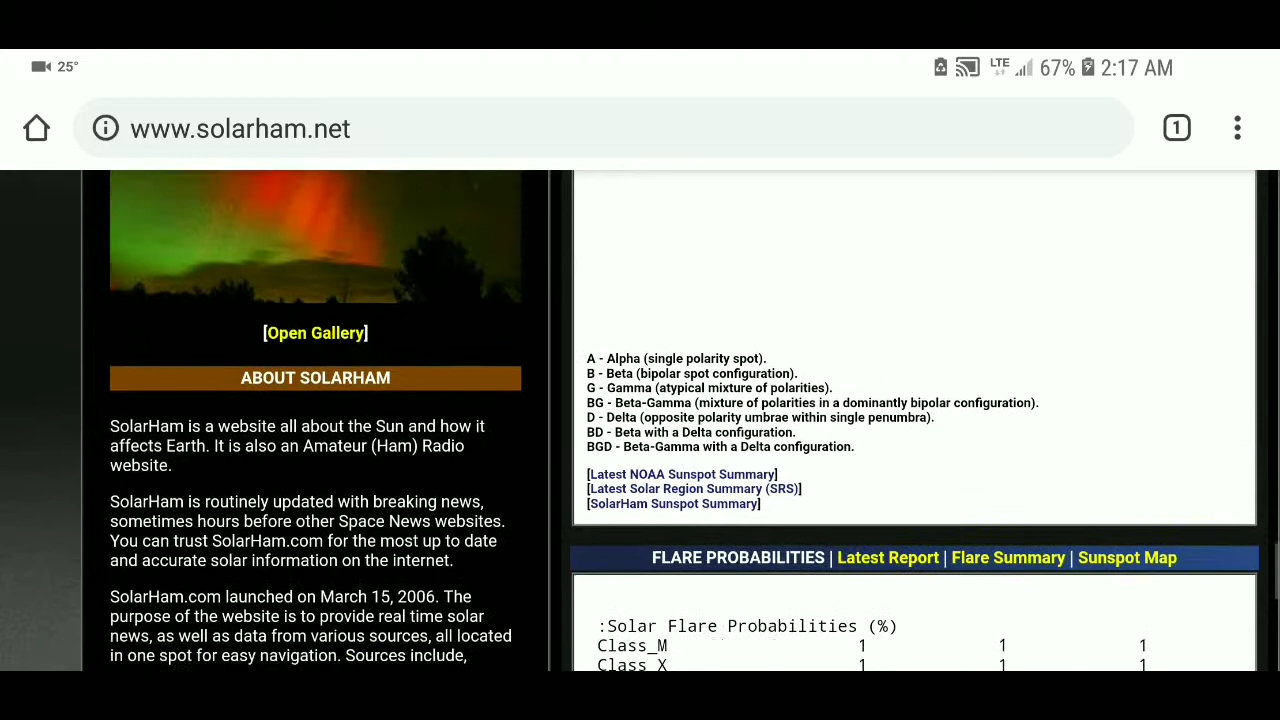 25°
LTE
67%
2:17 AM
www.solarham.net
1
[Open Gallery]
ABOUT SOLARHAM
SolarHam is a website all about the Sun and how it
affects Earth. It is also an Amateur (Ham) Radio
website.
SolarHam is routinely updated with breaking news,
sometimes hours before other Space News websites.
You can trust SolarHam.com for the most up to date
and accurate solar information on the internet.
SolarHam.com launched on March 15, 2006. The
purpose of the website is to provide real time solar
news, as well as data from various sources, all located
in one spot for easy navigation. Sources include,
A - Alpha (single polarity spot).
B - Beta (bipolar spot configuration).
G - Gamma (atypical mixture of polarities).
BG - Beta-Gamma (mixture of polarities in a dominantly bipolar configuration).
D - Delta (opposite polarity umbrae within single penumbra).
BD - Beta with a Delta configuration.
BGD - Beta-Gamma with a Delta configuration.
[Latest NOAA Sunspot Summary]
[Latest Solar Region Summary (SRS)]
[SolarHam Sunspot Summary]
FLARE PROBABILITIES | Latest Report | Flare Summary | Sunspot Map
:Solar Flare Probabilities (%)
Class_M 1 1 1
Class_X 1 1 1